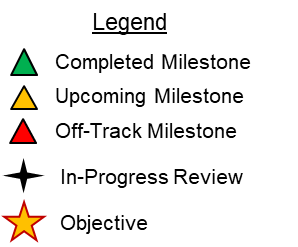 Legend
Completed Milestone
Upcoming Milestone
Off-Track Milestone
In-Progress Review
Objective